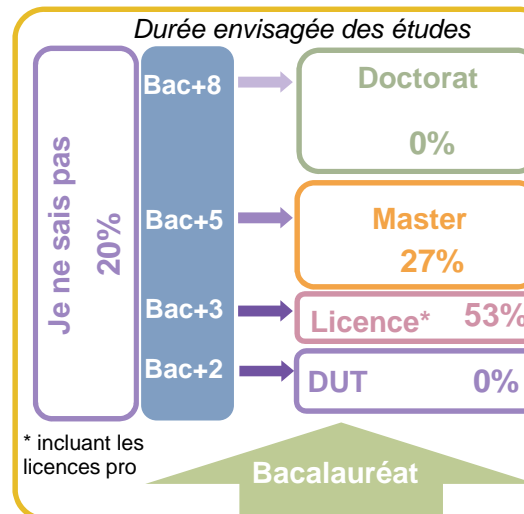 Durée envisagée des études
Je ne sais pas
20%
Bac+8
Doctorat
0%
Bac+5
Master
27%
Bac+3
Licence* 53%
Bac+2
DUT 0%
* incluant les
licences pro
Bacalauréat